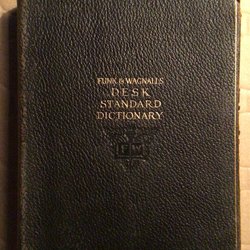 FUNK & WAGNALLS
DESK
STANDARD
DICTIONARY